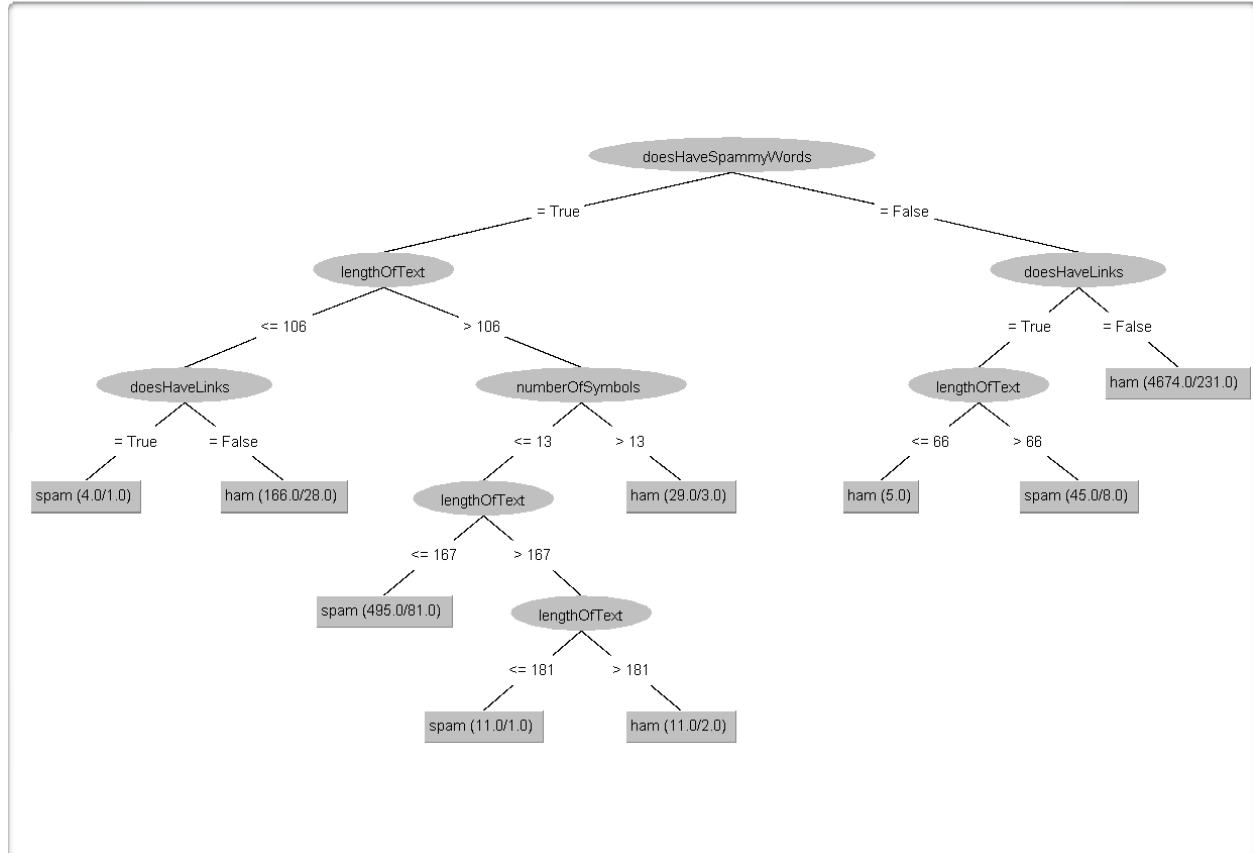 doesHaveSpammyWords
= True
= False
lengthOfText
doesHaveLinks
<= 106
> 106
= True
= False
doesHaveLinks
numberOfSymbols
lengthOfText
ham (4674.0/231.0)
= True
= False
<= 13
> 13
<= 66
> 66
spam (4.0/1.0)
ham (166.0/28.0)
lengthOfText
ham (29.0/3.0)
ham (5.0)
spam (45.0/8.0)
<= 167
> 167
spam (495.0/81.0)
lengthOfText
<= 181
> 181
spam (11.0/1.0)
ham (11.0/2.0)